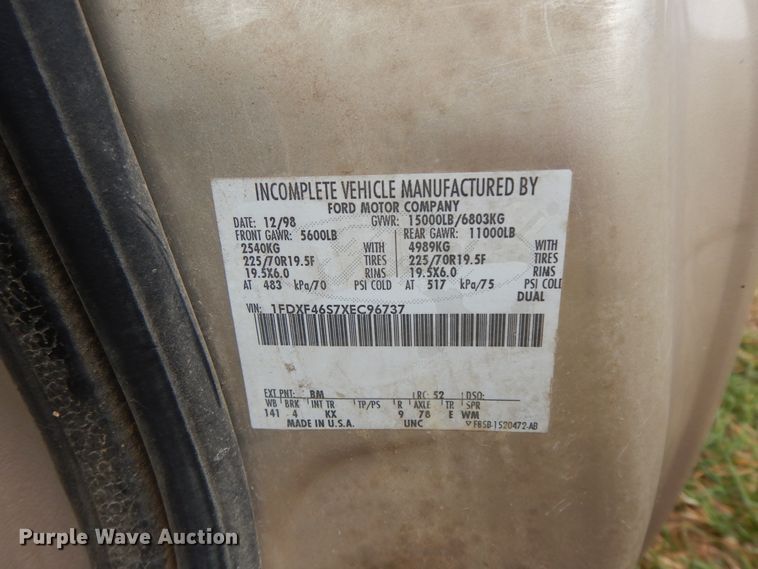 INCOMPLETE VEHICLE MANUFACTURED BY
FORD MOTOR COMPANY
DATE: 12/98 GVWR: 15000LB/6803KG
FRONT GAWR: 5600LB REAR GAWR: 11000LB
2540KG WITH 4989KG WITH
225/70R19.5F TIRES 225/70R19.5F TIRES
19.5X6.0 RIMS 19.5X6.0 RIMS
AT 483 kPa/70 PSI COLD AT 517 kPa/75 PSI COLD
DUAL
VIN: 1FDXF46S7XEC96737
EXT PNT: BM RC: 52 DSO:
WB BRK INT TR TP/PS R AXLE TR SPR
141 4 KX 9 78 E WM
MADE IN U.S.A. UNC F85B-1520472-AB
Purple Wave Auction